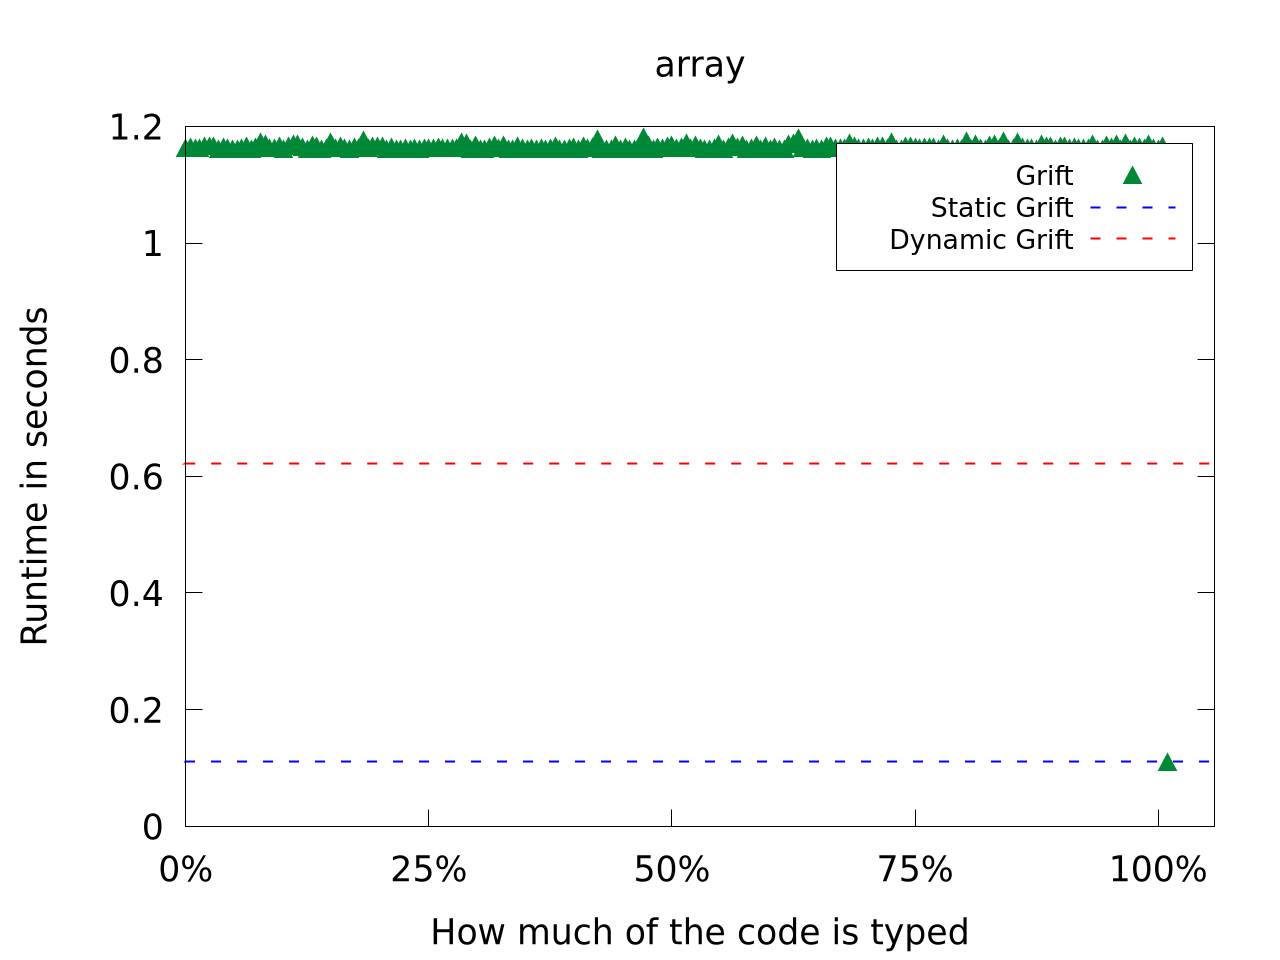 array
1.2
1
0.8
0.6
0.4
0.2
0
0% 25% 50% 75% 100%
How much of the code is typed
Runtime in seconds
Grift
Static Grift
Dynamic Grift